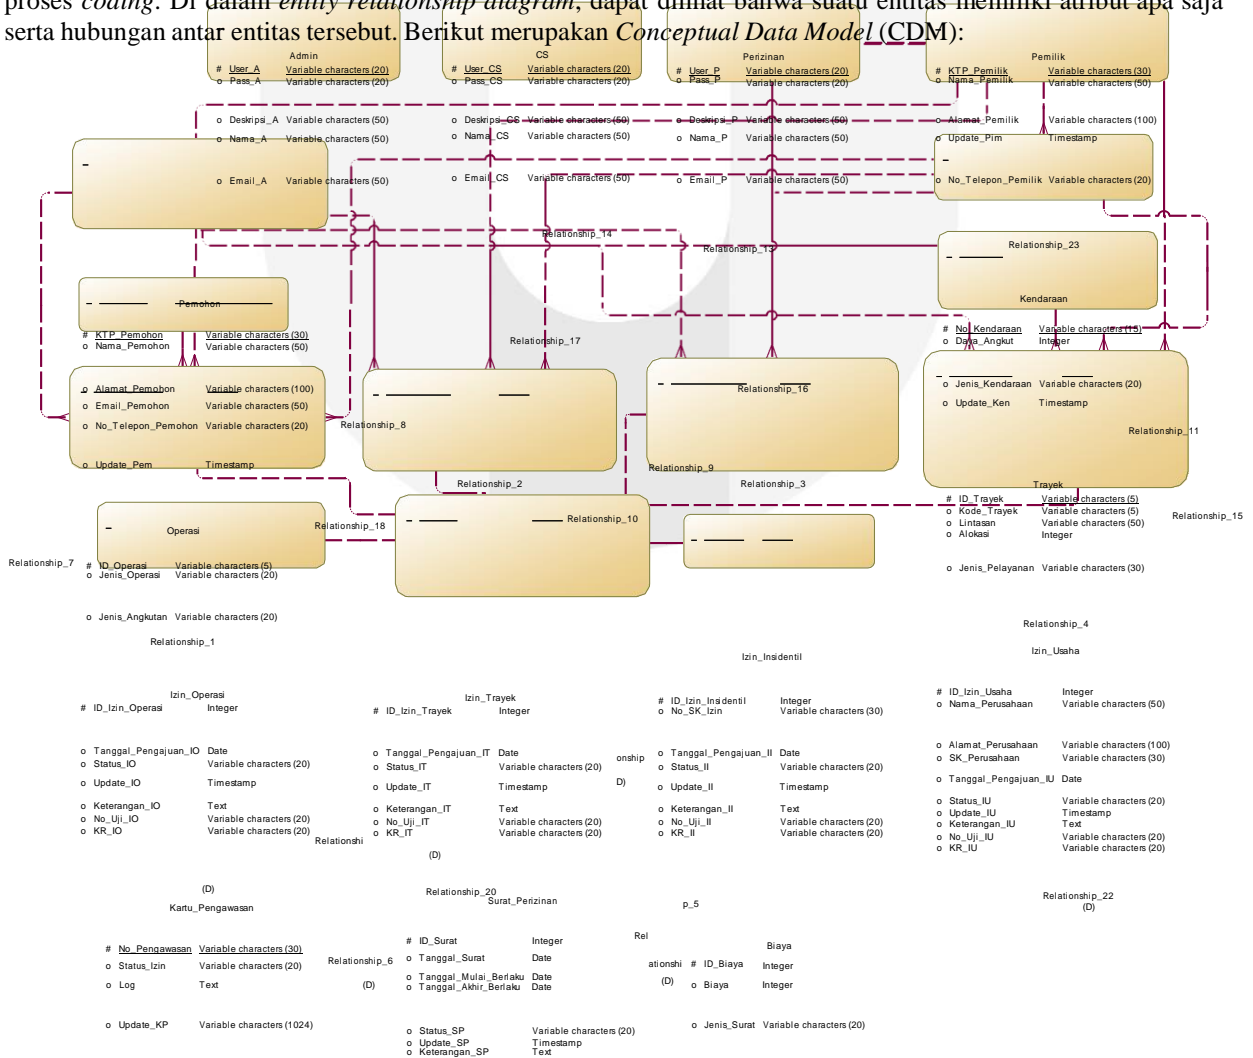 proses coding. Di dalam entity relationship diagram, dapat dilihat bahwa suatu entitas memiliki atribut apa saja
serta hubungan antar entitas tersebut. Berikut merupakan Conceptual Data Model (CDM):
Admin
# User_A Variable characters (20)
o Pass_A Variable characters (20)
o Deskripsi_A Variable characters (50)
o Nama_A Variable characters (50)
o Email_A Variable characters (50)
CS
# User_CS Variable characters (20)
o Pass_CS Variable characters (20)
o Deskripsi_CS Variable characters (50)
o Nama_CS Variable characters (50)
o Email_CS Variable characters (50)
Perizinan
# User_P Variable characters (20)
o Pass_P Variable characters (20)
o Deskripsi_P Variable characters (50)
o Nama_P Variable characters (50)
o Email_P Variable characters (50)
Pemilik
# KTP_Pemilik Variable characters (30)
o Nama_Pemilik Variable characters (50)
o Alamat_Pemilik Variable characters (100)
o Update_Pim Timestamp
o No_Telepon_Pemilik Variable characters (20)
Relationship_14
Relationship_13
Relationship_23
Pemohon
# KTP_Pemohon Variable characters (30)
o Nama_Pemohon Variable characters (50)
o Alamat_Pemohon Variable characters (100)
o Email_Pemohon Variable characters (50)
o No_Telepon_Pemohon Variable characters (20)
o Update_Pem Timestamp
Kendaraan
# No_Kendaraan Variable characters (15)
o Daya_Angkut Integer
o Jenis_Kendaraan Variable characters (20)
o Update_Ken Timestamp
Relationship_17
Relationship_16
Relationship_8
Relationship_11
Relationship_9
Relationship_2
Relationship_3
Trayek
# ID_Trayek Variable characters (5)
o Kode_Trayek Variable characters (5)
o Lintasan Variable characters (50)
o Alokasi Integer
o Jenis_Pelayanan Variable characters (30)
Relationship_15
Relationship_10
Relationship_18
Operasi
Relationship_7
# ID_Operasi Variable characters (5)
o Jenis_Operasi Variable characters (20)
o Jenis_Angkutan Variable characters (20)
Relationship_1
Relationship_4
Izin_Operasi
# ID_Izin_Operasi Integer
o Tanggal_Pengajuan_IO Date
o Status_IO Variable characters (20)
o Update_IO Timestamp
o Keterangan_IO Text
o No_Uji_IO Variable characters (20)
o KR_IO Variable characters (20)
Izin_Trayek
# ID_Izin_Trayek Integer
o Tanggal_Pengajuan_IT Date
o Status_IT Variable characters (20)
o Update_IT Timestamp
o Keterangan_IT Text
o No_Uji_IT Variable characters (20)
o KR_IT Variable characters (20)
onship
D)
Izin_Insidentil
# ID_Izin_Insidentil Integer
o No_SK_Izin Variable characters (30)
o Tanggal_Pengajuan_II Date
o Status_II Variable characters (20)
o Update_II Timestamp
o Keterangan_II Text
o No_Uji_II Variable characters (20)
o KR_II Variable characters (20)
Izin_Usaha
# ID_Izin_Usaha Integer
o Nama_Perusahaan Variable characters (50)
o Alamat_Perusahaan Variable characters (100)
o SK_Perusahaan Variable characters (30)
o Tanggal_Pengajuan_IU Date
o Status_IU Variable characters (20)
o Update_IU Timestamp
o Keterangan_IU Text
o No_Uji_IU Variable characters (20)
o KR_IU Variable characters (20)
Relationshi
(D)
(D)
Relationship_20
p_5
Relationship_22
(D)
Kartu_Pengawasan
# No_Pengawasan Variable characters (30)
o Status_Izin Variable characters (20)
o Log Text
o Update_KP Variable characters (1024)
Relationship_6
(D)
Surat_Perizinan
# ID_Surat Integer
o Tanggal_Surat Date
o Tanggal_Mulai_Berlaku Date
o Tanggal_Akhir_Berlaku Date
o Status_SP Variable characters (20)
o Update_SP Timestamp
o Keterangan_SP Text
Rel
ationshi
(D)
Biaya
# ID_Biaya Integer
o Biaya Integer
o Jenis_Surat Variable characters (20)